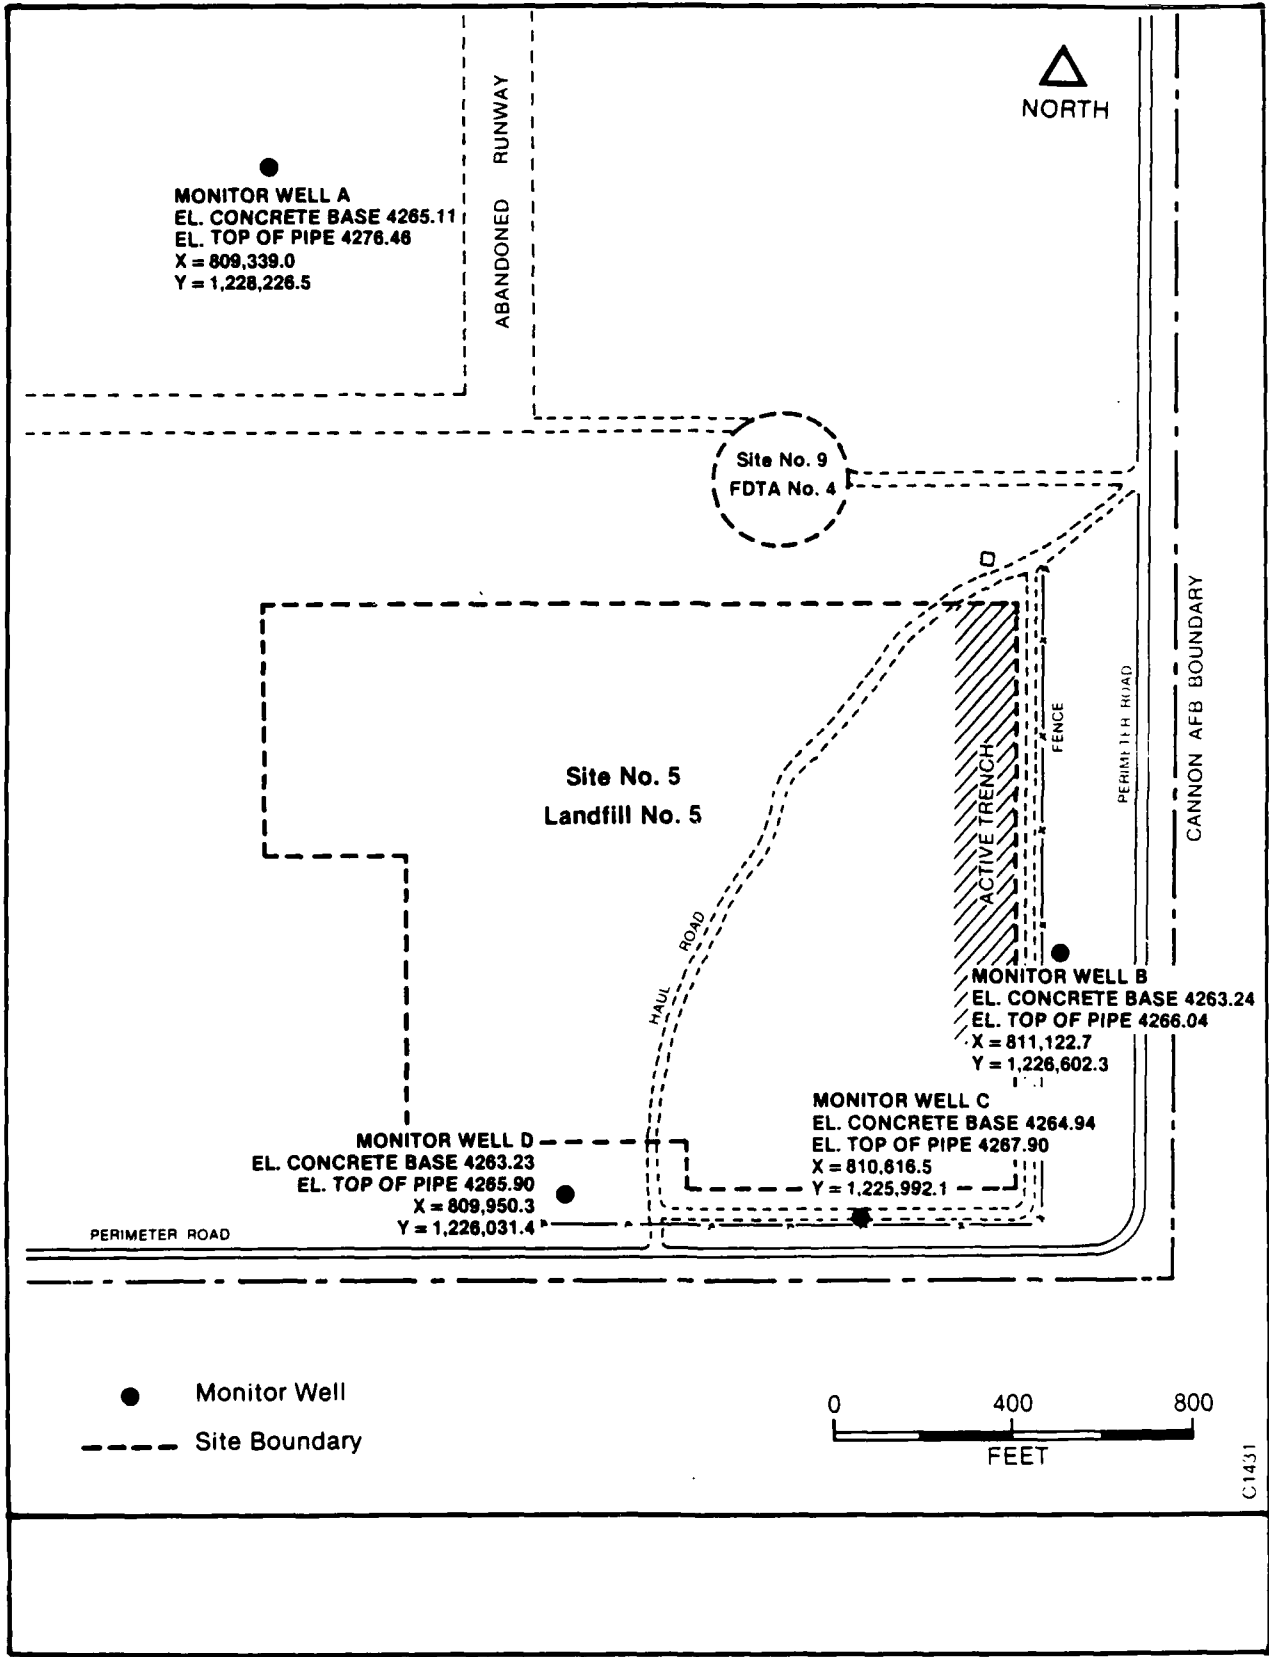 NORTH
ABANDONED RUNWAY
MONITOR WELL A
EL. CONCRETE BASE 4265.11
EL. TOP OF PIPE 4276.46
X = 809,339.0
Y = 1,228,226.5
Site No. 9
FDTA No. 4
CANNON AFB BOUNDARY
PERIMETER ROAD
FENCE
ACTIVE TRENCH
Site No. 5
Landfill No. 5
HAUL ROAD
MONITOR WELL B
EL. CONCRETE BASE 4263.24
EL. TOP OF PIPE 4266.04
X = 811,122.7
Y = 1,226,602.3
MONITOR WELL C
EL. CONCRETE BASE 4264.94
EL. TOP OF PIPE 4267.90
X = 810,616.5
Y = 1,225,992.1
MONITOR WELL D
EL. CONCRETE BASE 4263.23
EL. TOP OF PIPE 4265.90
X = 809,950.3
Y = 1,226,031.4
PERIMETER ROAD
Monitor Well
Site Boundary
0 400 800
FEET
C1431